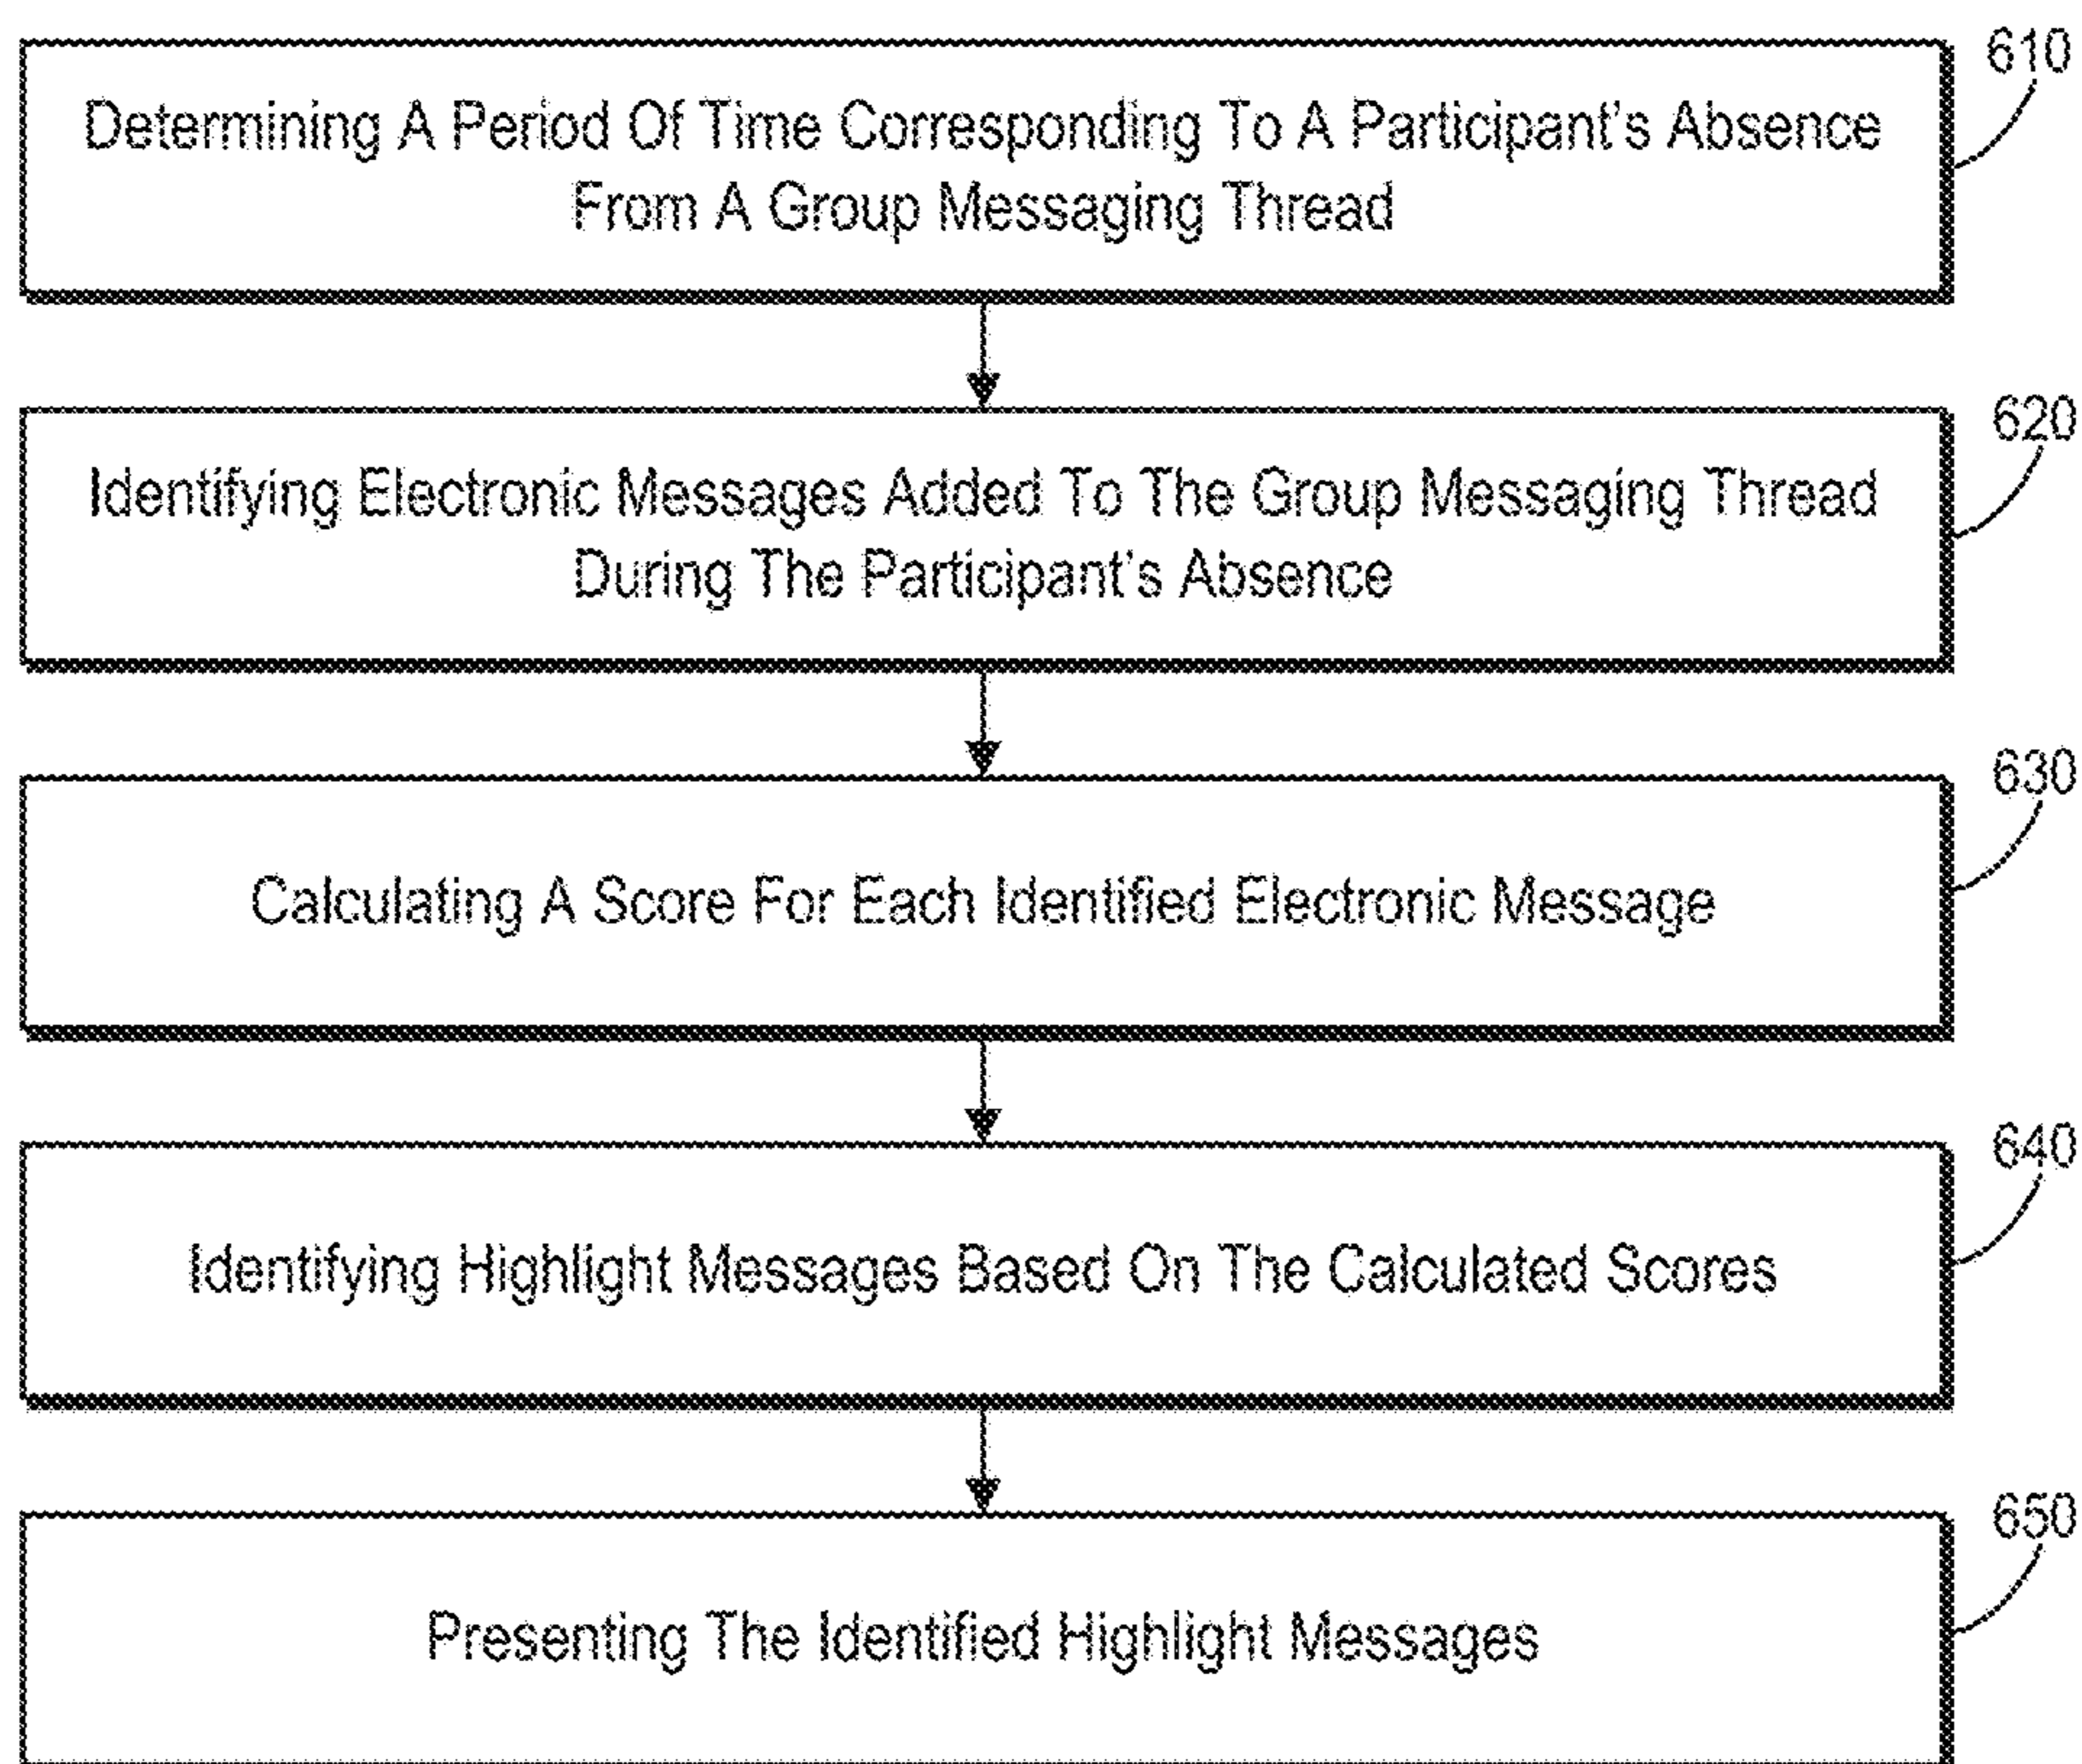 610
Determining A Period Of Time Corresponding To A Participant's Absence
From A Group Messaging Thread
620
Identifying Electronic Messages Added To The Group Messaging Thread
During The Participant's Absence
630
Calculating A Score For Each Identified Electronic Message
640
Identifying Highlight Messages Based On The Calculated Scores
650
Presenting The Identified Highlight Messages